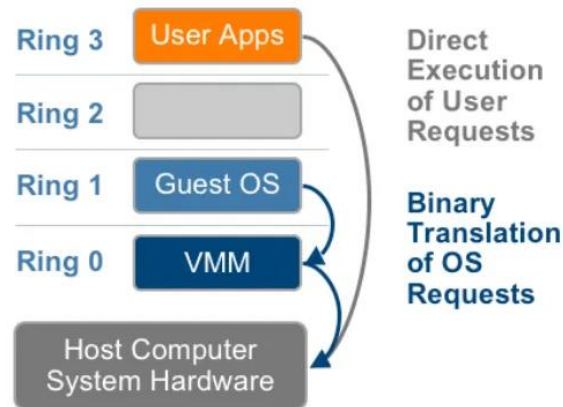 Ring 3
User Apps
Ring 2
Ring 1
Guest OS
Ring 0
VMM
Host Computer
System Hardware
Direct
Execution
of User
Requests
Binary
Translation
of OS
Requests